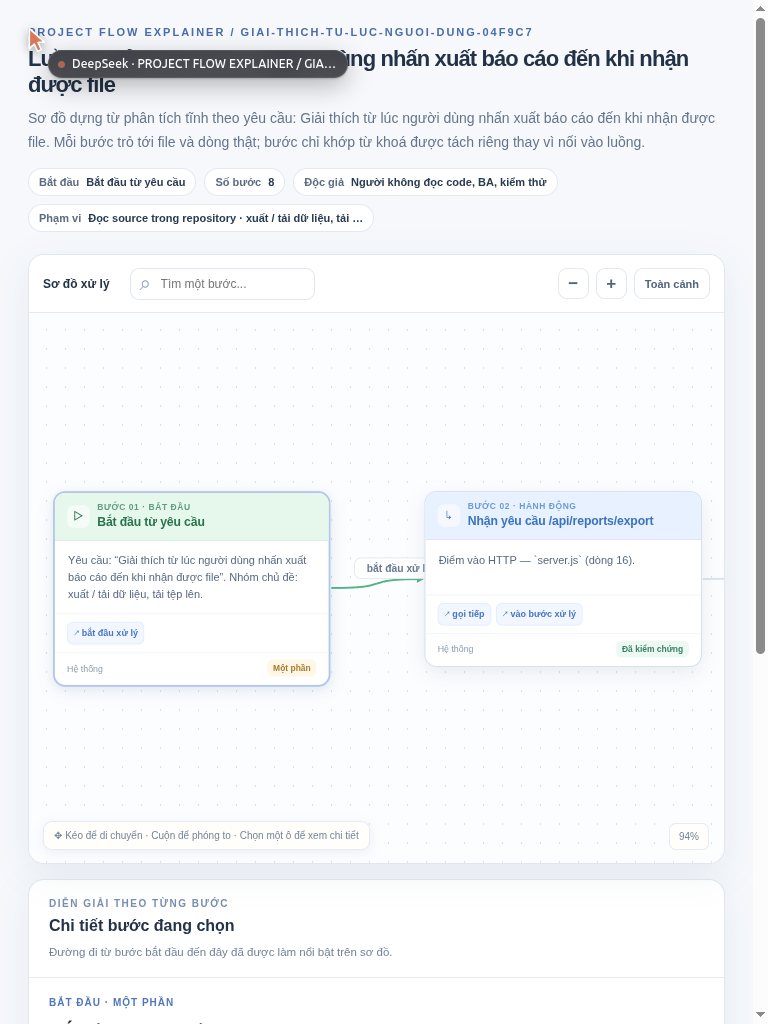 PROJECT FLOW EXPLAINER / GIAI-THICH-TU-LUC-NGUOI-DUNG-04F9C7
DeepSeek · PROJECT FLOW EXPLAINER / GIA...
nhấn xuất báo cáo đến khi nhận
được file
Sơ đồ dựng từ phân tích tĩnh theo yêu cầu: Giải thích từ lúc người dùng nhấn xuất báo cáo đến khi nhận được
file. Mỗi bước trỏ tới file và dòng thật; bước chỉ khớp từ khoá được tách riêng thay vì nối vào luồng.
Bắt đầu Bắt đầu từ yêu cầu
Số bước 8
Độc giả Người không đọc code, BA, kiểm thử
Phạm vi Đọc source trong repository · xuất / tải dữ liệu, tải ...
Sơ đồ xử lý
Tìm một bước...
−
+
Toàn cảnh
BƯỚC 01 · BẮT ĐẦU
Bắt đầu từ yêu cầu
Yêu cầu: “Giải thích từ lúc người dùng nhấn xuất
báo cáo đến khi nhận được file”. Nhóm chủ đề:
xuất / tải dữ liệu, tải tệp lên.
↗ bắt đầu xử lý
Hệ thống
Một phần
bắt đầu xử
BƯỚC 02 · HÀNH ĐỘNG
Nhận yêu cầu /api/reports/export
Điểm vào HTTP — `server.js` (dòng 16).
↗ gọi tiếp
↗ vào bước xử lý
Hệ thống
Đã kiểm chứng
✥ Kéo để di chuyển · Cuộn để phóng to · Chọn một ô để xem chi tiết
94%
DIỄN GIẢI THEO TỪNG BƯỚC
Chi tiết bước đang chọn
Đường đi từ bước bắt đầu đến đây đã được làm nổi bật trên sơ đồ.
BẮT ĐẦU · MỘT PHẦN